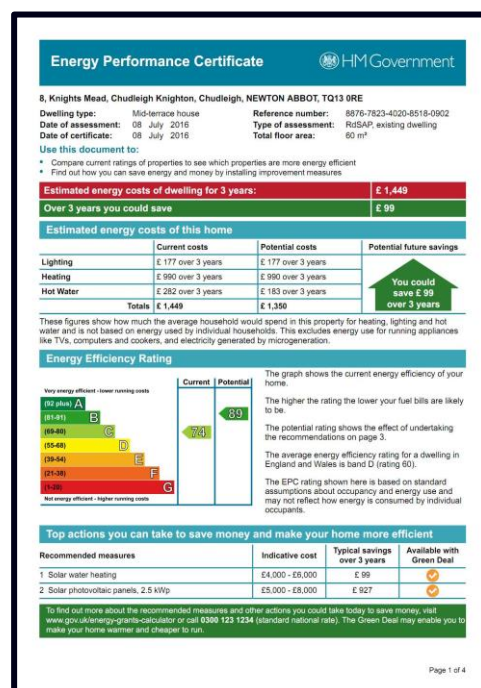 Energy Performance Certificate
HM Government
8, Knights Mead, Chudleigh Knighton, Chudleigh, NEWTON ABBOT, TQ13 0RE
Dwelling type: Mid-terrace house
Date of assessment: 08 July 2016
Date of certificate: 08 July 2016
Reference number: 8876-7823-4020-8518-0902
Type of assessment: RdSAP, existing dwelling
Total floor area: 60 m²
Use this document to:
• Compare current ratings of properties to see which properties are more energy efficient
• Find out how you can save energy and money by installing improvement measures
Estimated energy costs of dwelling for 3 years: £ 1,449
Over 3 years you could save £ 99
Estimated energy costs of this home
Current costs Potential costs Potential future savings
Lighting £ 177 over 3 years £ 177 over 3 years
Heating £ 990 over 3 years £ 990 over 3 years
Hot Water £ 282 over 3 years £ 183 over 3 years
Totals £ 1,449 £ 1,350
You could
save £ 99
over 3 years
These figures show how much the average household would spend in this property for heating, lighting and hot
water and is not based on energy used by individual households. This excludes energy use for running appliances
like TVs, computers and cookers, and electricity generated by microgeneration.
Energy Efficiency Rating
Current Potential
Very energy efficient - lower running costs
(92 plus) A
(81-91) B
(69-80) C
(55-68) D
(39-54) E
(21-38) F
(1-20) G
Not energy efficient - higher running costs
74
89
The graph shows the current energy efficiency of your
home.
The higher the rating the lower your fuel bills are likely
to be.
The potential rating shows the effect of undertaking
the recommendations on page 3.
The average energy efficiency rating for a dwelling in
England and Wales is band D (rating 60).
The EPC rating shown here is based on standard
assumptions about occupancy and energy use and
may not reflect how energy is consumed by individual
occupants.
Top actions you can take to save money and make your home more efficient
Recommended measures Indicative cost Typical savings over 3 years Available with Green Deal
1 Solar water heating £4,000 - £6,000 £ 99
2 Solar photovoltaic panels, 2.5 kWp £5,000 - £8,000 £ 927
To find out more about the recommended measures and other actions you could take today to save money, visit
www.gov.uk/energy-grants-calculator or call 0300 123 1234 (standard national rate). The Green Deal may enable you to
make your home warmer and cheaper to run.
Page 1 of 4